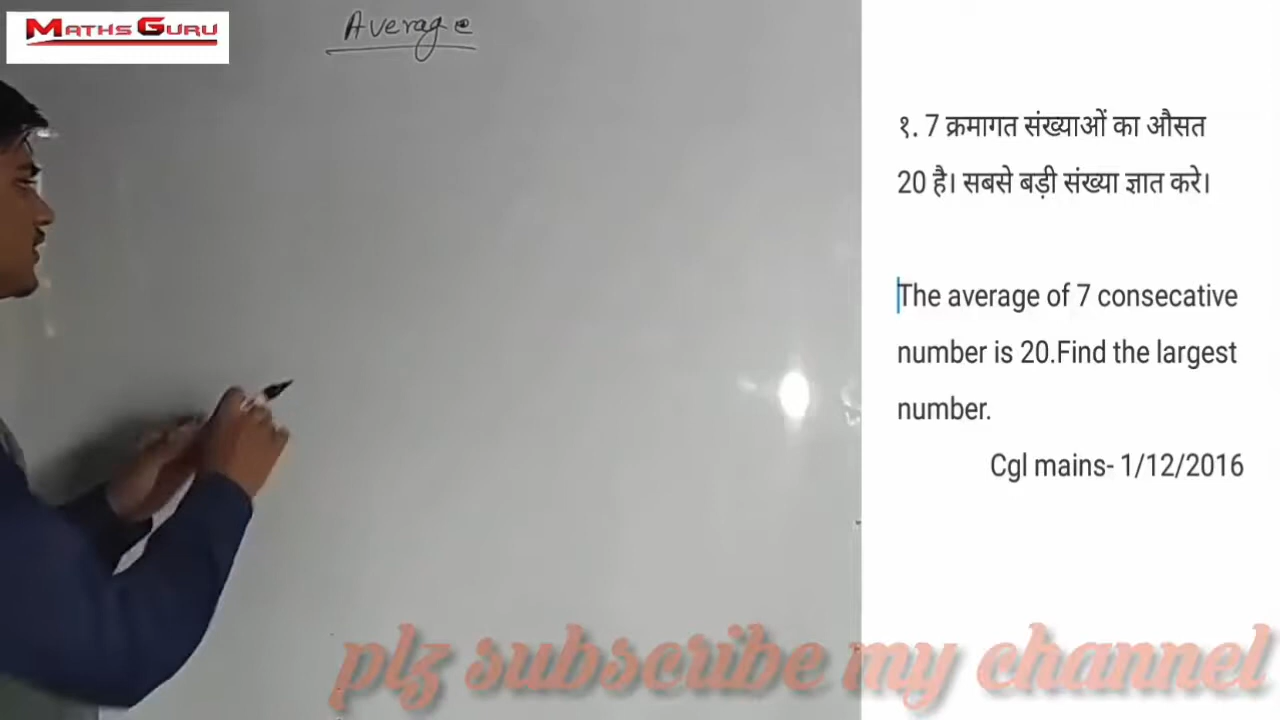 MATHS GURU
Average
१. 7 क्रमागत संख्याओं का औसत
20 है। सबसे बड़ी संख्या ज्ञात करे।
The average of 7 consecative
number is 20.Find the largest
number.
Cgl mains- 1/12/2016
plz subscribe my channel